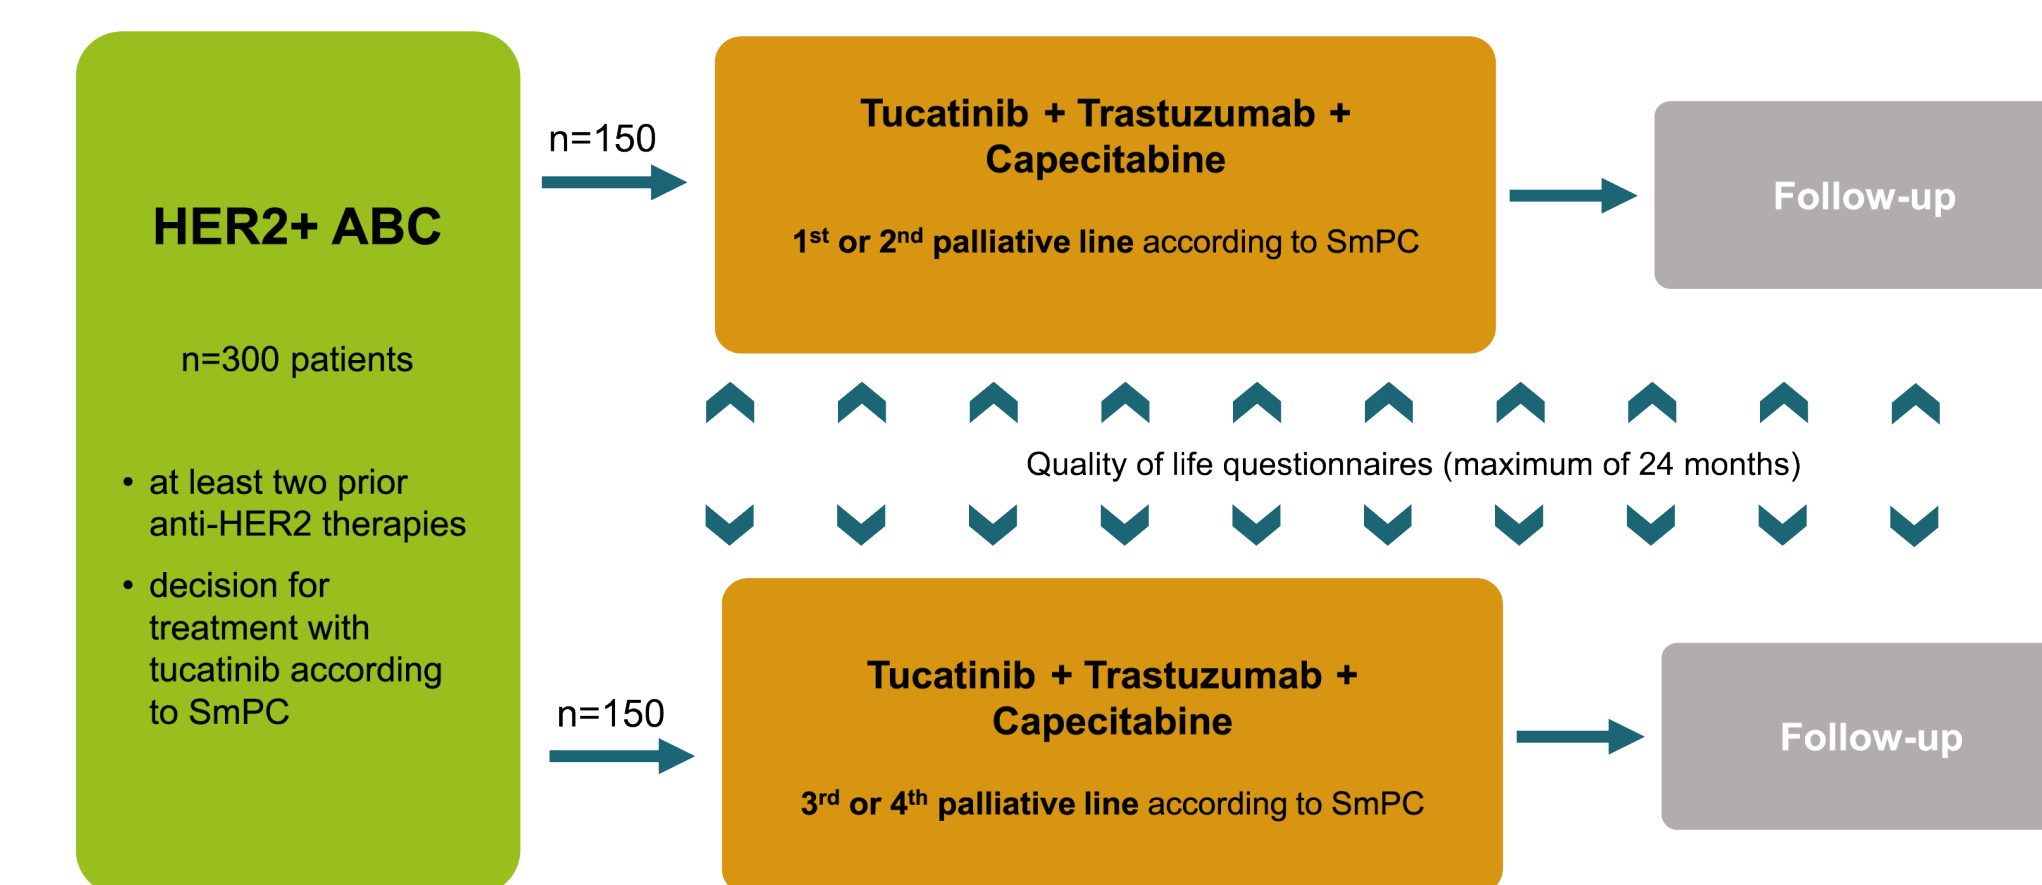 HER2+ ABC
n=300 patients
• at least two prior
anti-HER2 therapies
• decision for
treatment with
tucatinib according
to SmPC
n=150
Tucatinib + Trastuzumab +
Capecitabine
1st or 2nd palliative line according to SmPC
Follow-up
Quality of life questionnaires (maximum of 24 months)
n=150
Tucatinib + Trastuzumab +
Capecitabine
3rd or 4th palliative line according to SmPC
Follow-up